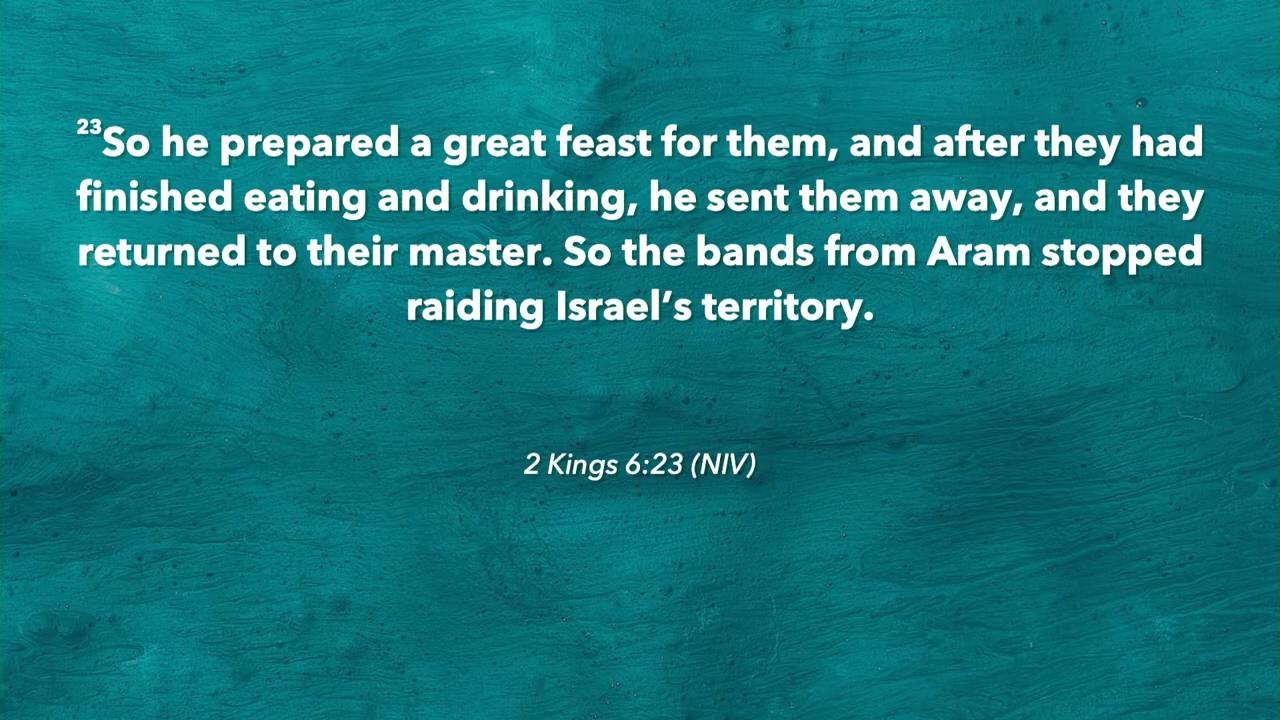 ²³So he prepared a great feast for them, and after they had
finished eating and drinking, he sent them away, and they
returned to their master. So the bands from Aram stopped
raiding Israel’s territory.
2 Kings 6:23 (NIV)